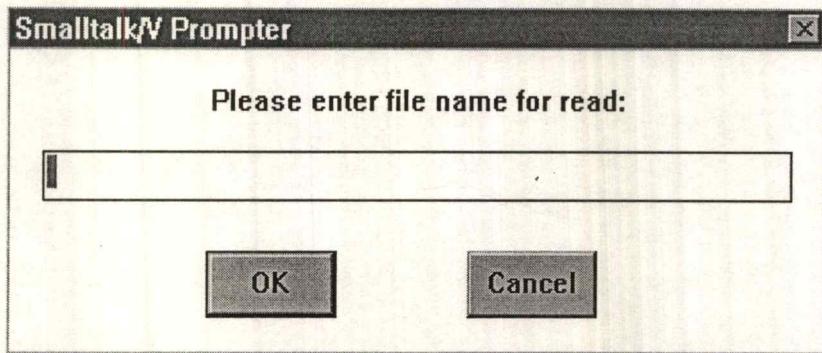 Smalltalk/V Prompter
Please enter file name for read:
OK
Cancel